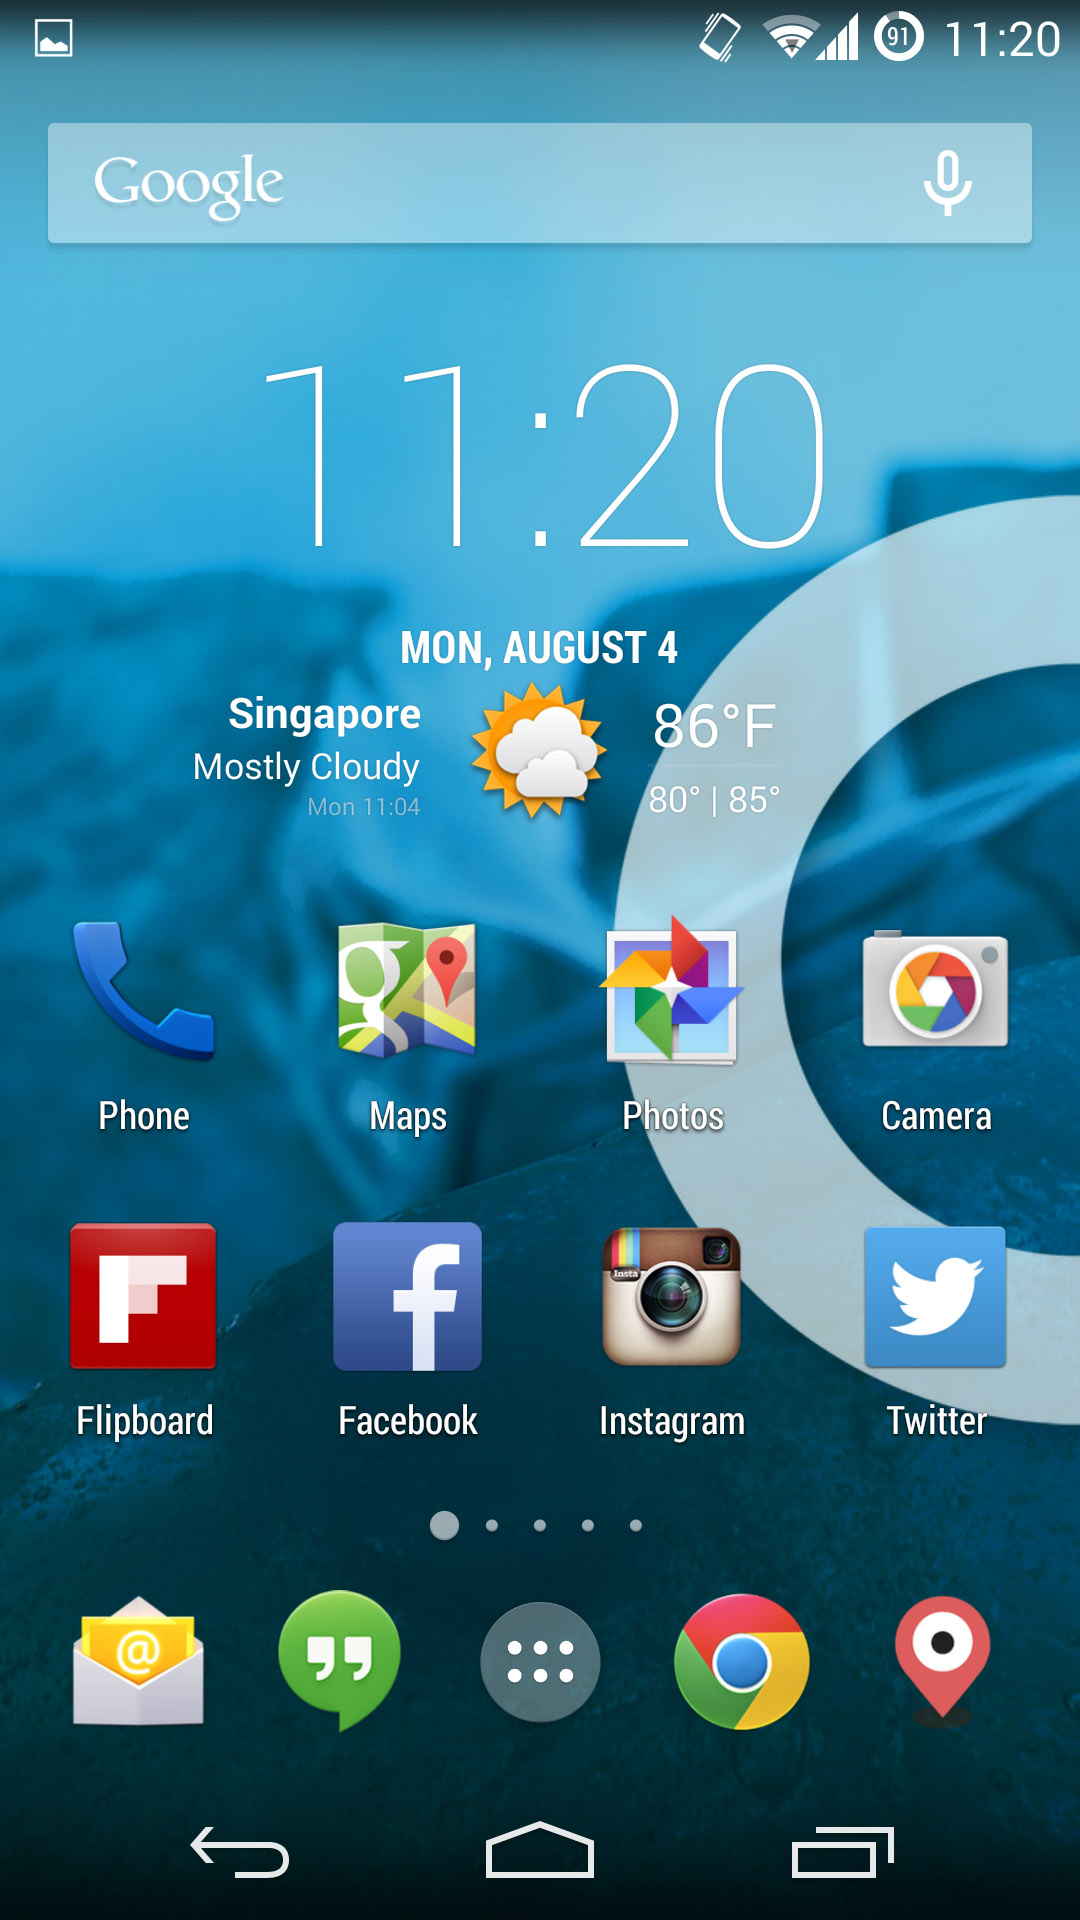 91 11:20
Google
11:20
MON, AUGUST 4
Singapore
Mostly Cloudy
Mon 11:04
86°F
80° | 85°
Phone Maps Photos Camera
Insta
Flipboard Facebook Instagram Twitter